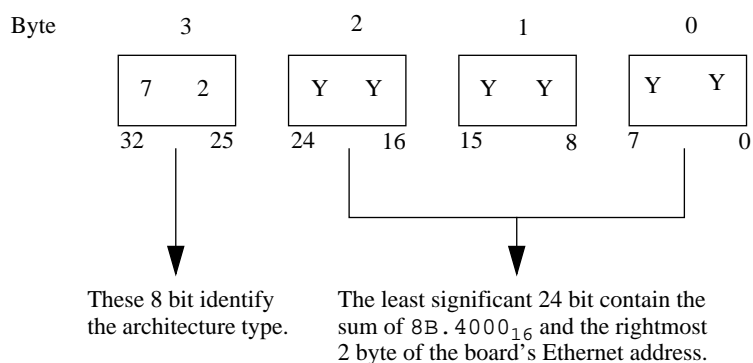 Byte 3 2 1 0
7 2 Y Y Y Y Y Y
32 25 24 16 15 8 7 0
These 8 bit identify
the architecture type.
The least significant 24 bit contain the
sum of 8B.4000₁₆ and the rightmost
2 byte of the board's Ethernet address.